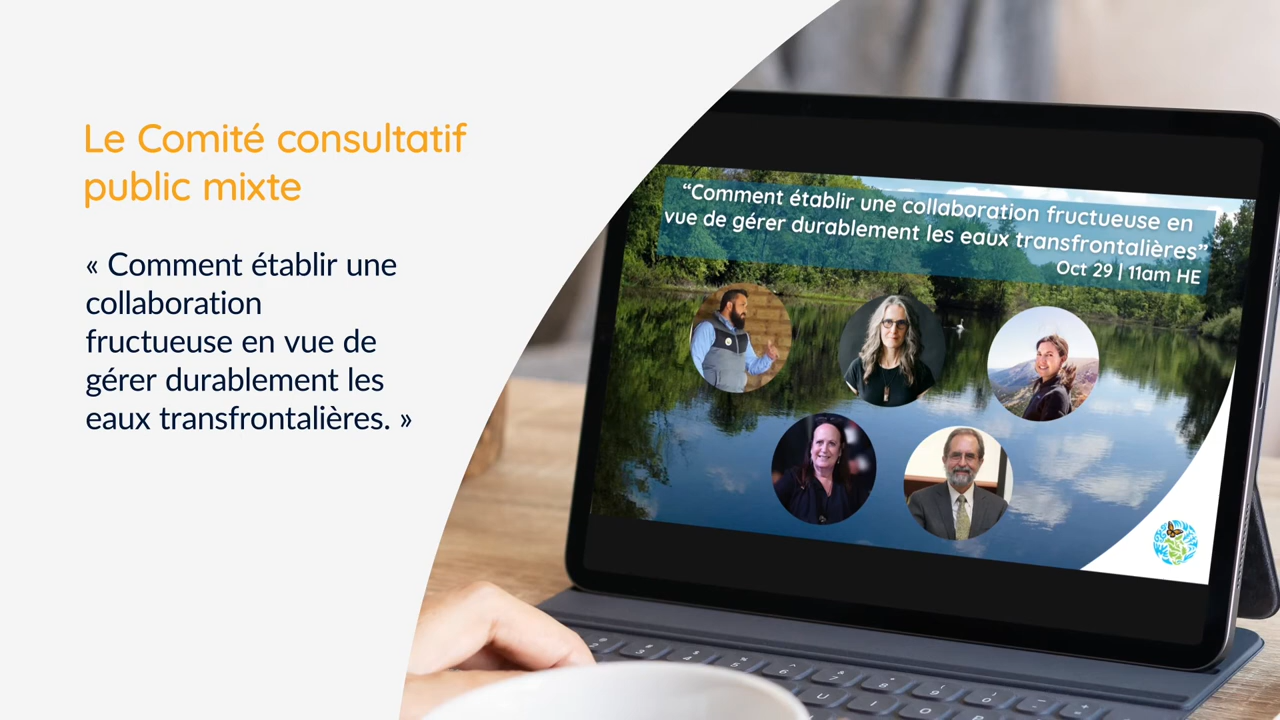 Le Comité consultatif
public mixte
« Comment établir une
collaboration
fructueuse en vue de
gérer durablement les
eaux transfrontalières. »
“Comment établir une collaboration fructueuse en
vue de gérer durablement les eaux transfrontalières”
Oct 29 | 11am HE